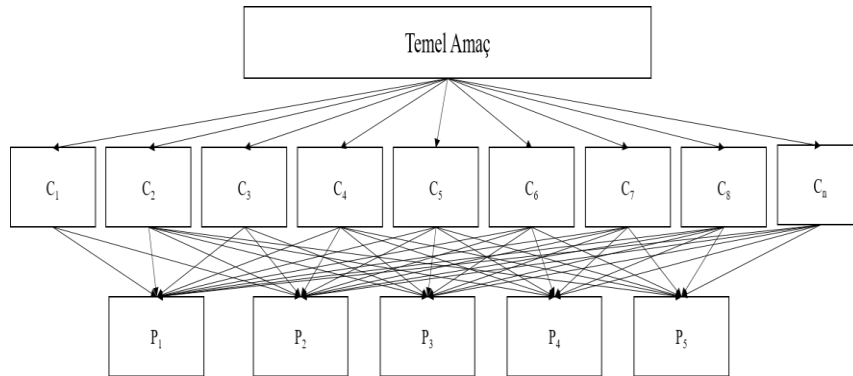 Temel Amaç
C₁ C₂ C₃ C₄ C₅ C₆ C₇ C₈ Cₙ
P₁ P₂ P₃ P₄ P₅